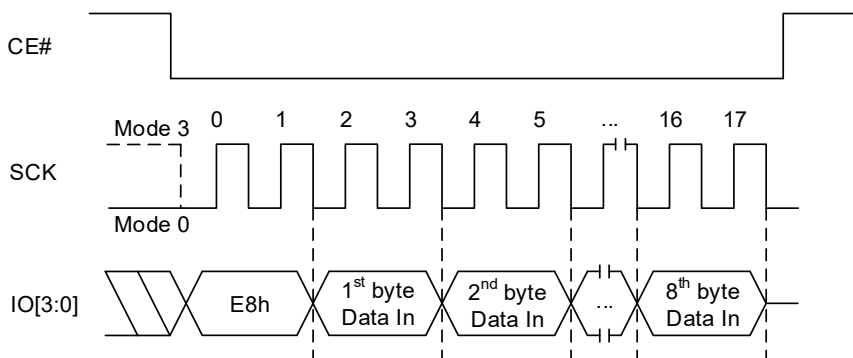 CE#
0 1 2 3 4 5 ... 16 17
Mode 3
SCK
Mode 0
IO[3:0]
E8h
1st byte
Data In
2nd byte
Data In
...
8th byte
Data In